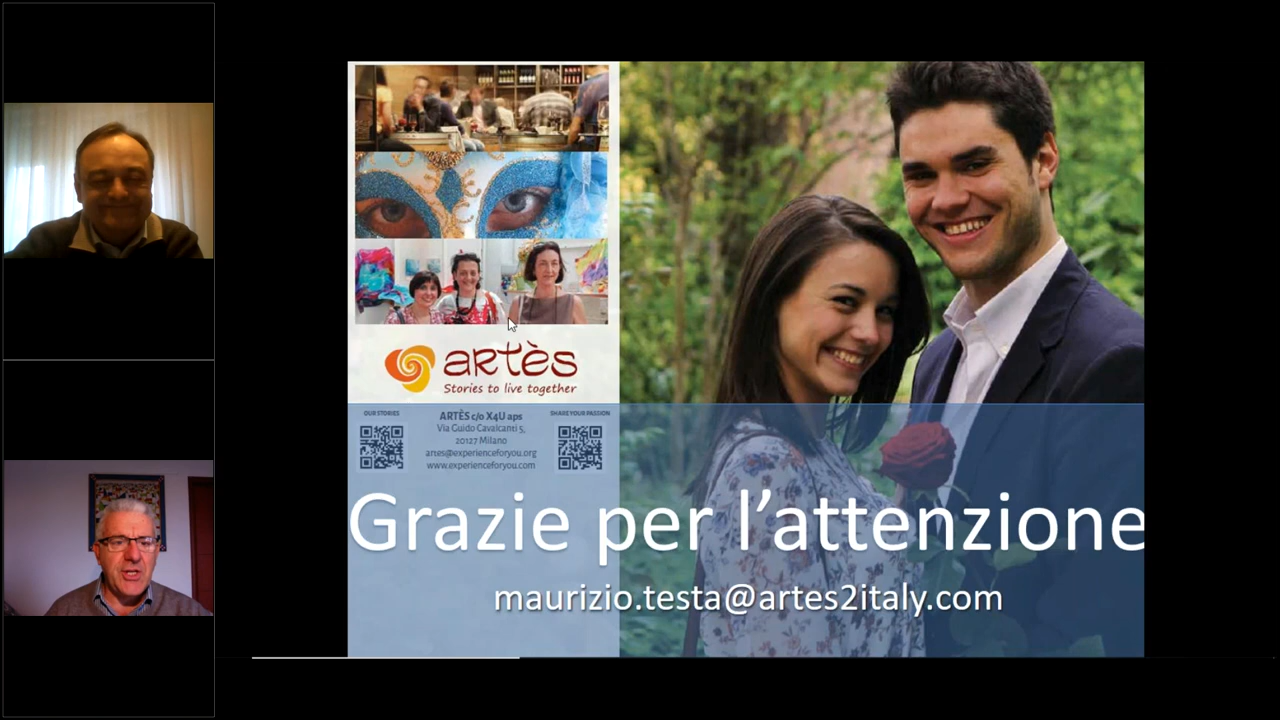 artès
Stories to live together
OUR STORIES
ARTÈS c/o X4U aps
Via Guido Cavalcanti 5,
20127 Milano
artes@experienceforyou.org
www.experienceforyou.com
SHARE YOUR PASSION
Grazie per l’attenzione
maurizio.testa@artes2italy.com